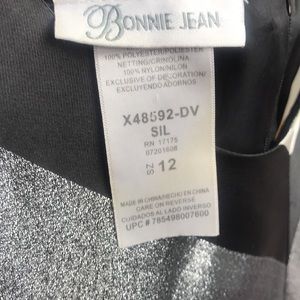 BONNIE JEAN
100% POLYESTER/POLIESTER
NETTING/CRINOLINA
100% NYLON/NILON
EXCLUSIVE OF DECORATION/
EXCLUYENDO ADORNOS
X48592-DV
SIL
RN 17175
07201608
ZS 12
MADE IN CHINA/HECHO EN CHINA
CARE ON REVERSE
CUIDADOS AL LADO INVERSO
UPC # 785498007600